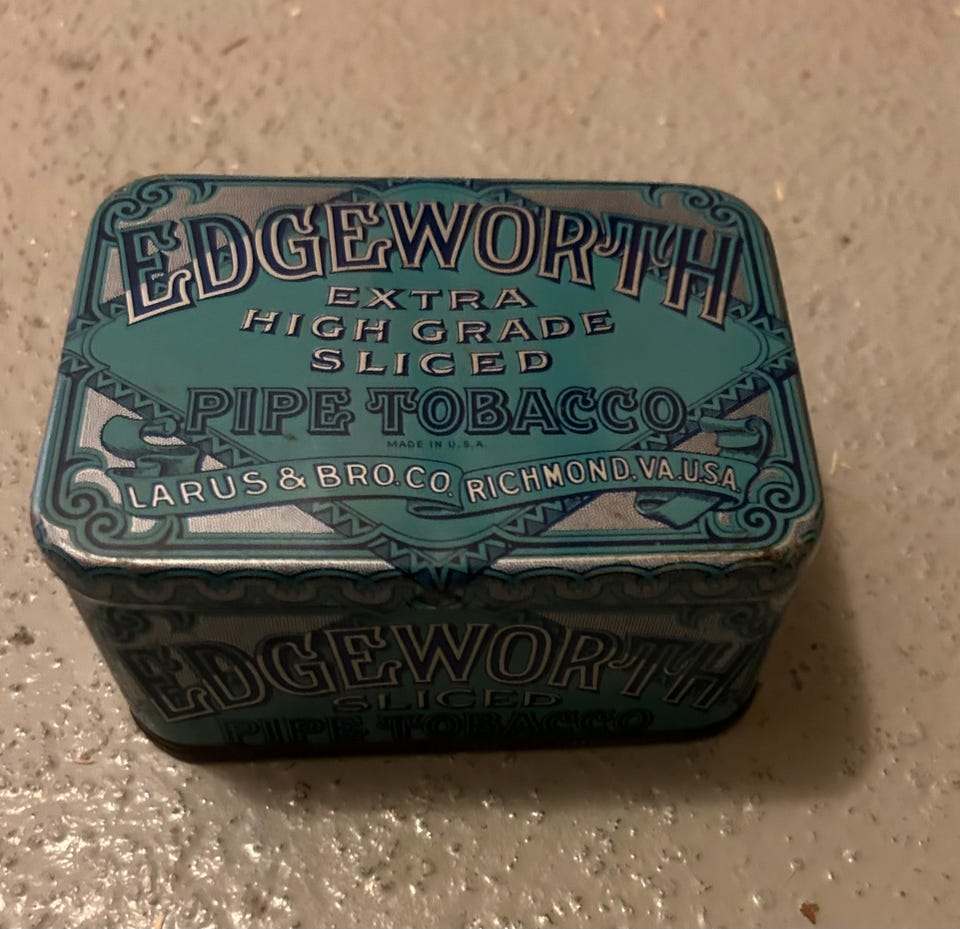 EDGEWORTH
EXTRA
HIGH GRADE
SLICED
PIPE TOBACCO
MADE IN U.S.A.
LARUS & BRO. CO. RICHMOND, VA. U.S.A.
EDGEWORTH
SLICED
PIPE TOBACCO